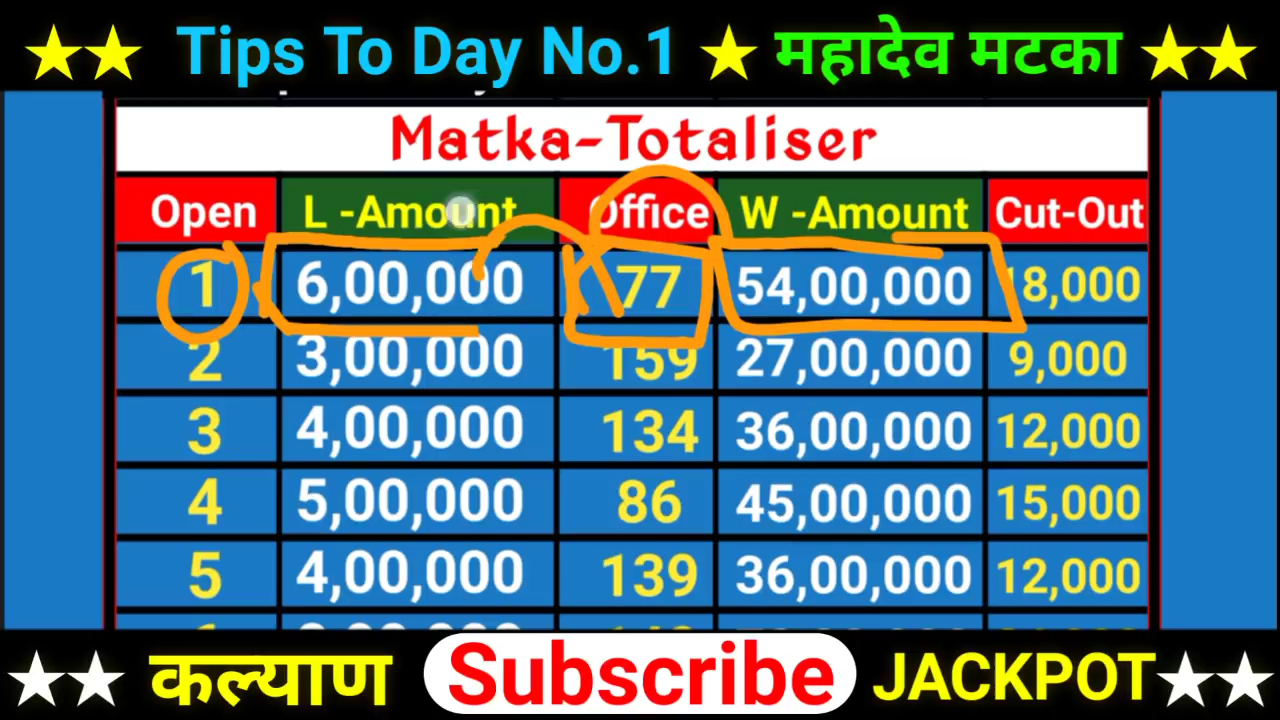 Tips To Day No.1 महादेव मटका
Matka-Totaliser
Open L -Amount Office W -Amount Cut-Out
1 6,00,000 77 54,00,000 18,000
2 3,00,000 159 27,00,000 9,000
3 4,00,000 134 36,00,000 12,000
4 5,00,000 86 45,00,000 15,000
5 4,00,000 139 36,00,000 12,000
कल्याण Subscribe JACKPOT